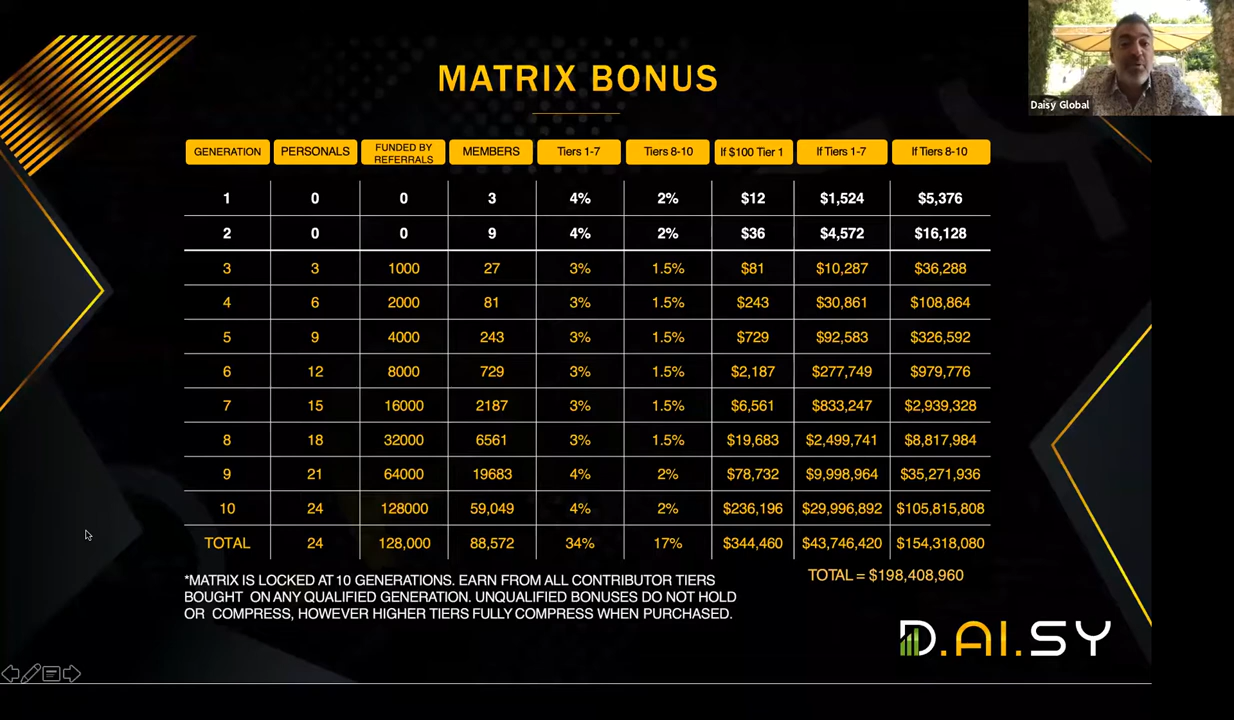 Daisy Global
MATRIX BONUS
GENERATION PERSONALS FUNDED BY REFERRALS MEMBERS Tiers 1-7 Tiers 8-10 If $100 Tier 1 If Tiers 1-7 If Tiers 8-10
1 0 0 3 4% 2% $12 $1,524 $5,376
2 0 0 9 4% 2% $36 $4,572 $16,128
3 3 1000 27 3% 1.5% $81 $10,287 $36,288
4 6 2000 81 3% 1.5% $243 $30,861 $108,864
5 9 4000 243 3% 1.5% $729 $92,583 $326,592
6 12 8000 729 3% 1.5% $2,187 $277,749 $979,776
7 15 16000 2187 3% 1.5% $6,561 $833,247 $2,939,328
8 18 32000 6561 3% 1.5% $19,683 $2,499,741 $8,817,984
9 21 64000 19683 4% 2% $78,732 $9,998,964 $35,271,936
10 24 128000 59,049 4% 2% $236,196 $29,996,892 $105,815,808
TOTAL 24 128,000 88,572 34% 17% $344,460 $43,746,420 $154,318,080
TOTAL = $198,408,960
*MATRIX IS LOCKED AT 10 GENERATIONS. EARN FROM ALL CONTRIBUTOR TIERS
BOUGHT ON ANY QUALIFIED GENERATION. UNQUALIFIED BONUSES DO NOT HOLD
OR COMPRESS, HOWEVER HIGHER TIERS FULLY COMPRESS WHEN PURCHASED.
D.AI.SY